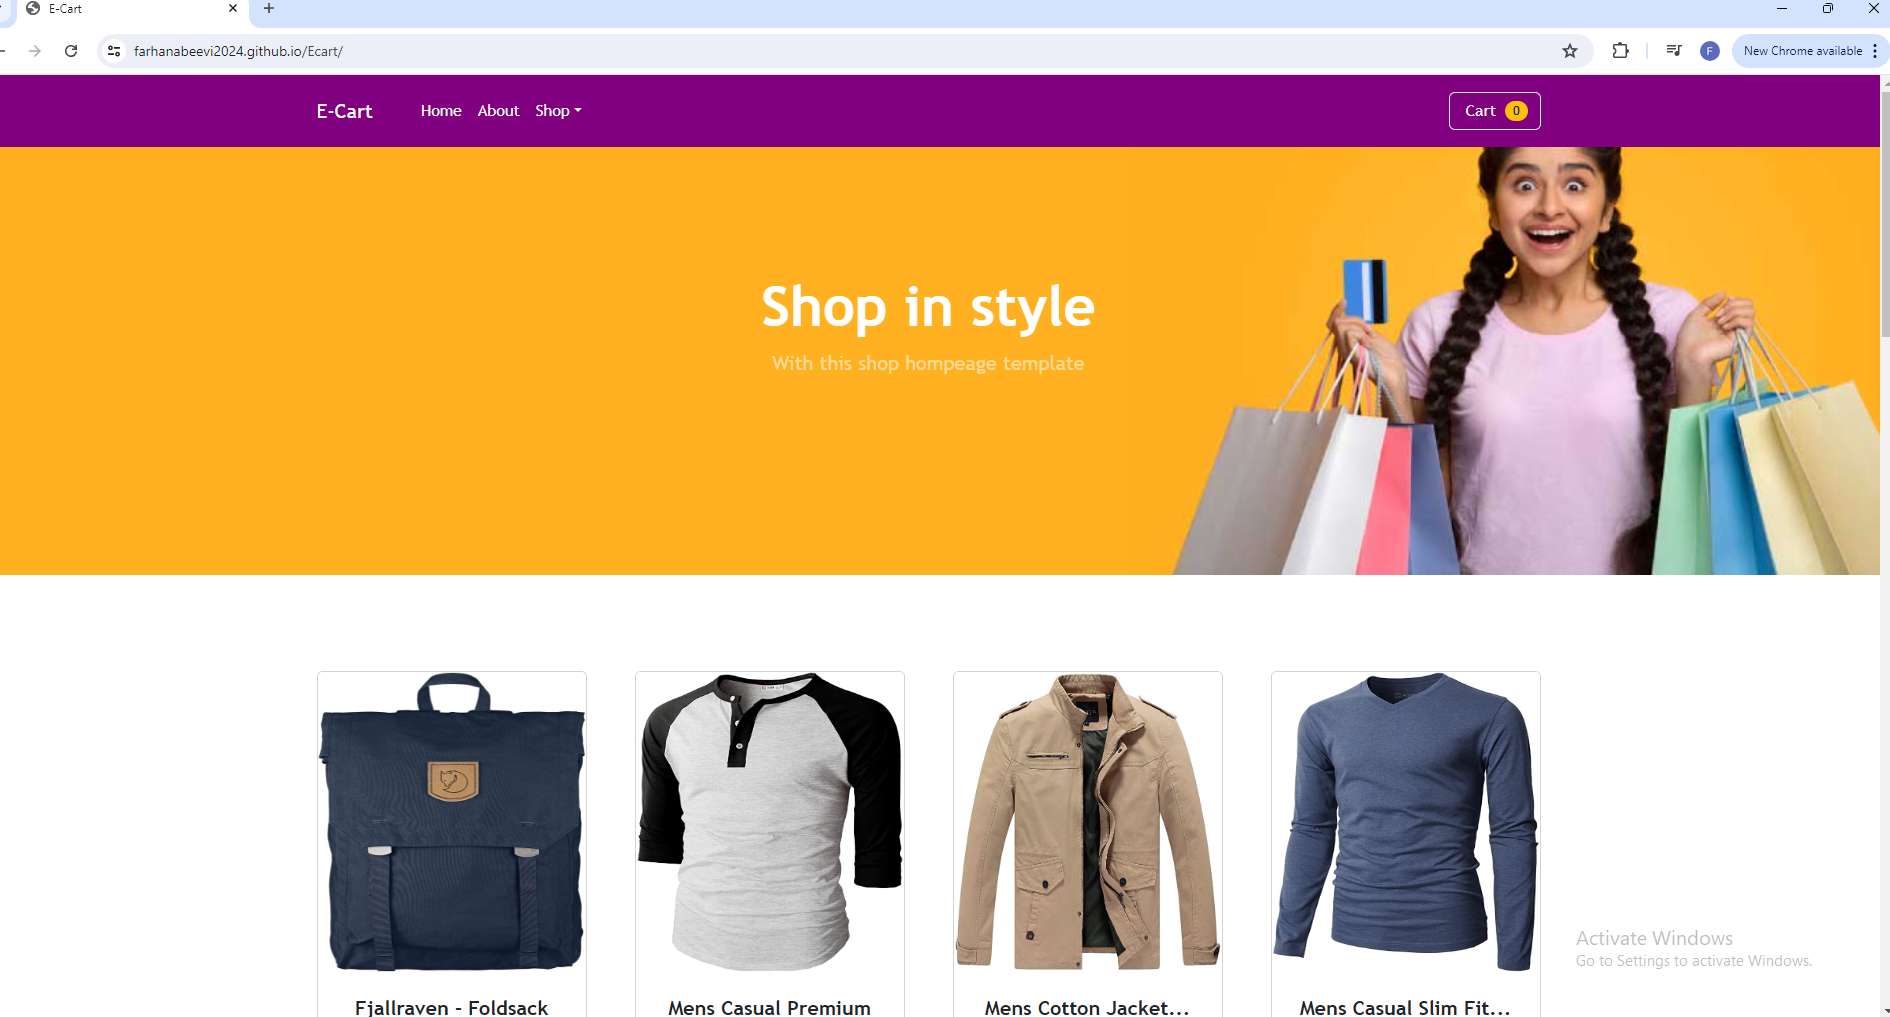 E-Cart
farhanabeevi2024.github.io/Ecart/
F
New Chrome available
E-Cart Home About Shop
Cart 0
Shop in style
With this shop hompeage template
Activate Windows
Go to Settings to activate Windows.
Fjallraven - Foldsack
Mens Casual Premium
Mens Cotton Jacket...
Mens Casual Slim Fit...